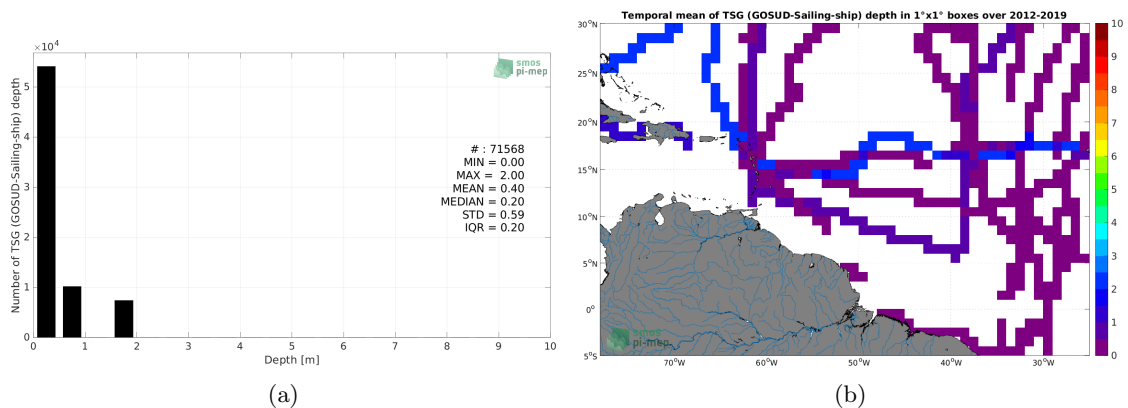 ×10⁴
5
4
3
2
1
0
Number of TSG (GOSUD-Sailing-ship) depth
0 1 2 3 4 5 6 7 8 9 10
Depth [m]
smos
pi-mep
# : 71568
MIN = 0.00
MAX = 2.00
MEAN = 0.40
MEDIAN = 0.20
STD = 0.59
IQR = 0.20
(a)
Temporal mean of TSG (GOSUD-Sailing-ship) depth in 1°x1° boxes over 2012-2019
30°N
25°N
20°N
15°N
10°N
5°N
0°
5°S
70°W 60°W 50°W 40°W 30°W
smos
pi-mep
10
9
8
7
6
5
4
3
2
1
0
(b)